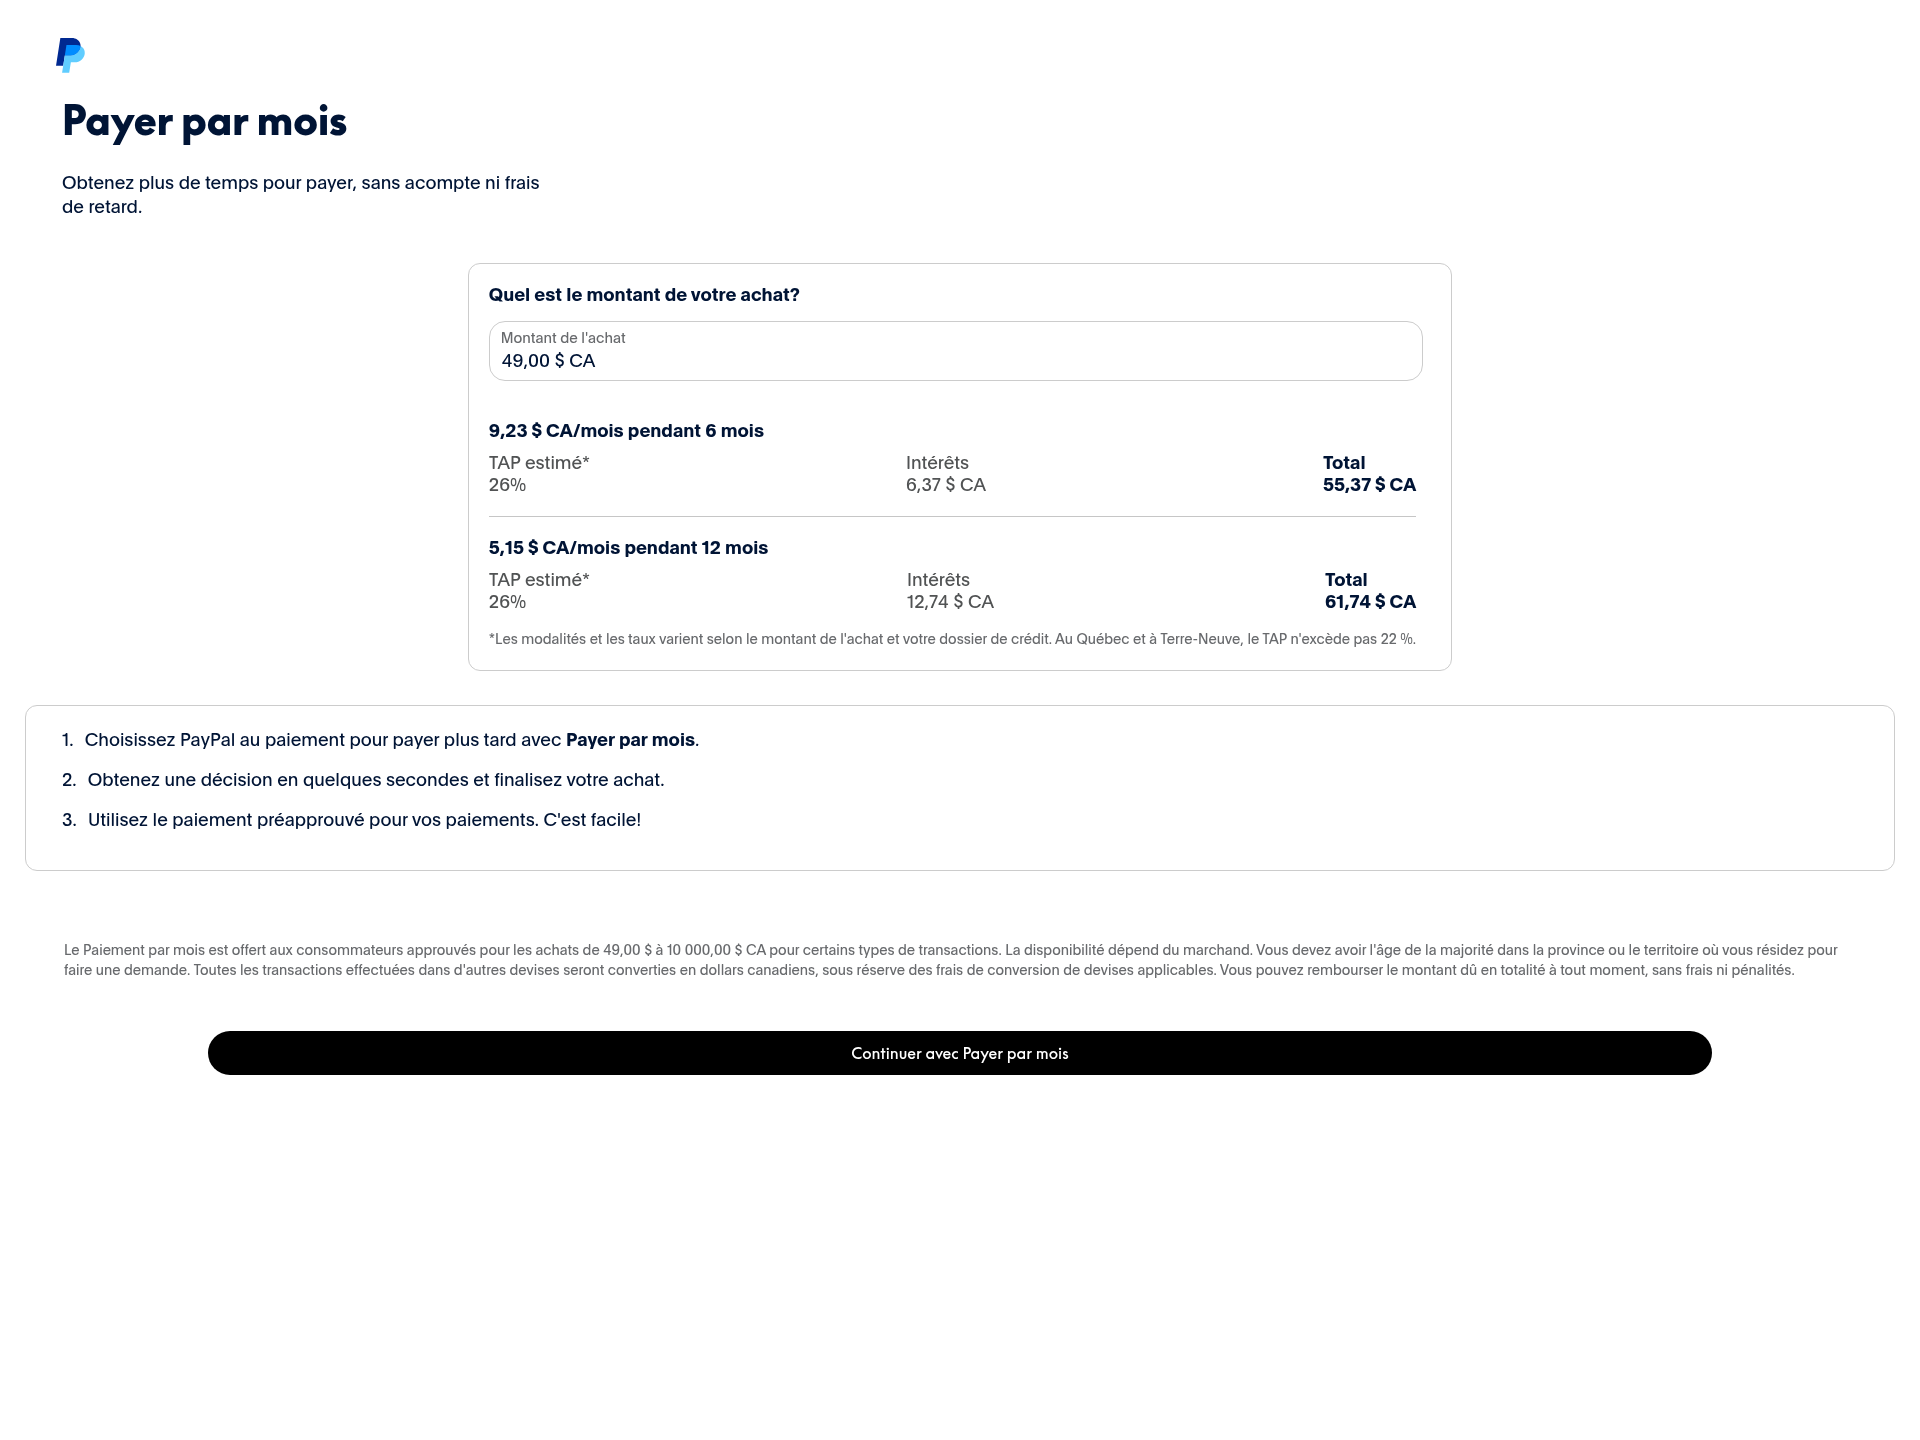 Payer par mois
Obtenez plus de temps pour payer, sans acompte ni frais
de retard.
Quel est le montant de votre achat?
Montant de l'achat
49,00 $ CA
9,23 $ CA/mois pendant 6 mois
TAP estimé* Intérêts Total
26% 6,37 $ CA 55,37 $ CA
5,15 $ CA/mois pendant 12 mois
TAP estimé* Intérêts Total
26% 12,74 $ CA 61,74 $ CA
*Les modalités et les taux varient selon le montant de l'achat et votre dossier de crédit. Au Québec et à Terre-Neuve, le TAP n'excède pas 22 %.
1. Choisissez PayPal au paiement pour payer plus tard avec Payer par mois.
2. Obtenez une décision en quelques secondes et finalisez votre achat.
3. Utilisez le paiement préapprouvé pour vos paiements. C'est facile!
Le Paiement par mois est offert aux consommateurs approuvés pour les achats de 49,00 $ à 10 000,00 $ CA pour certains types de transactions. La disponibilité dépend du marchand. Vous devez avoir l'âge de la majorité dans la province ou le territoire où vous résidez pour
faire une demande. Toutes les transactions effectuées dans d'autres devises seront converties en dollars canadiens, sous réserve des frais de conversion de devises applicables. Vous pouvez rembourser le montant dû en totalité à tout moment, sans frais ni pénalités.
Continuer avec Payer par mois